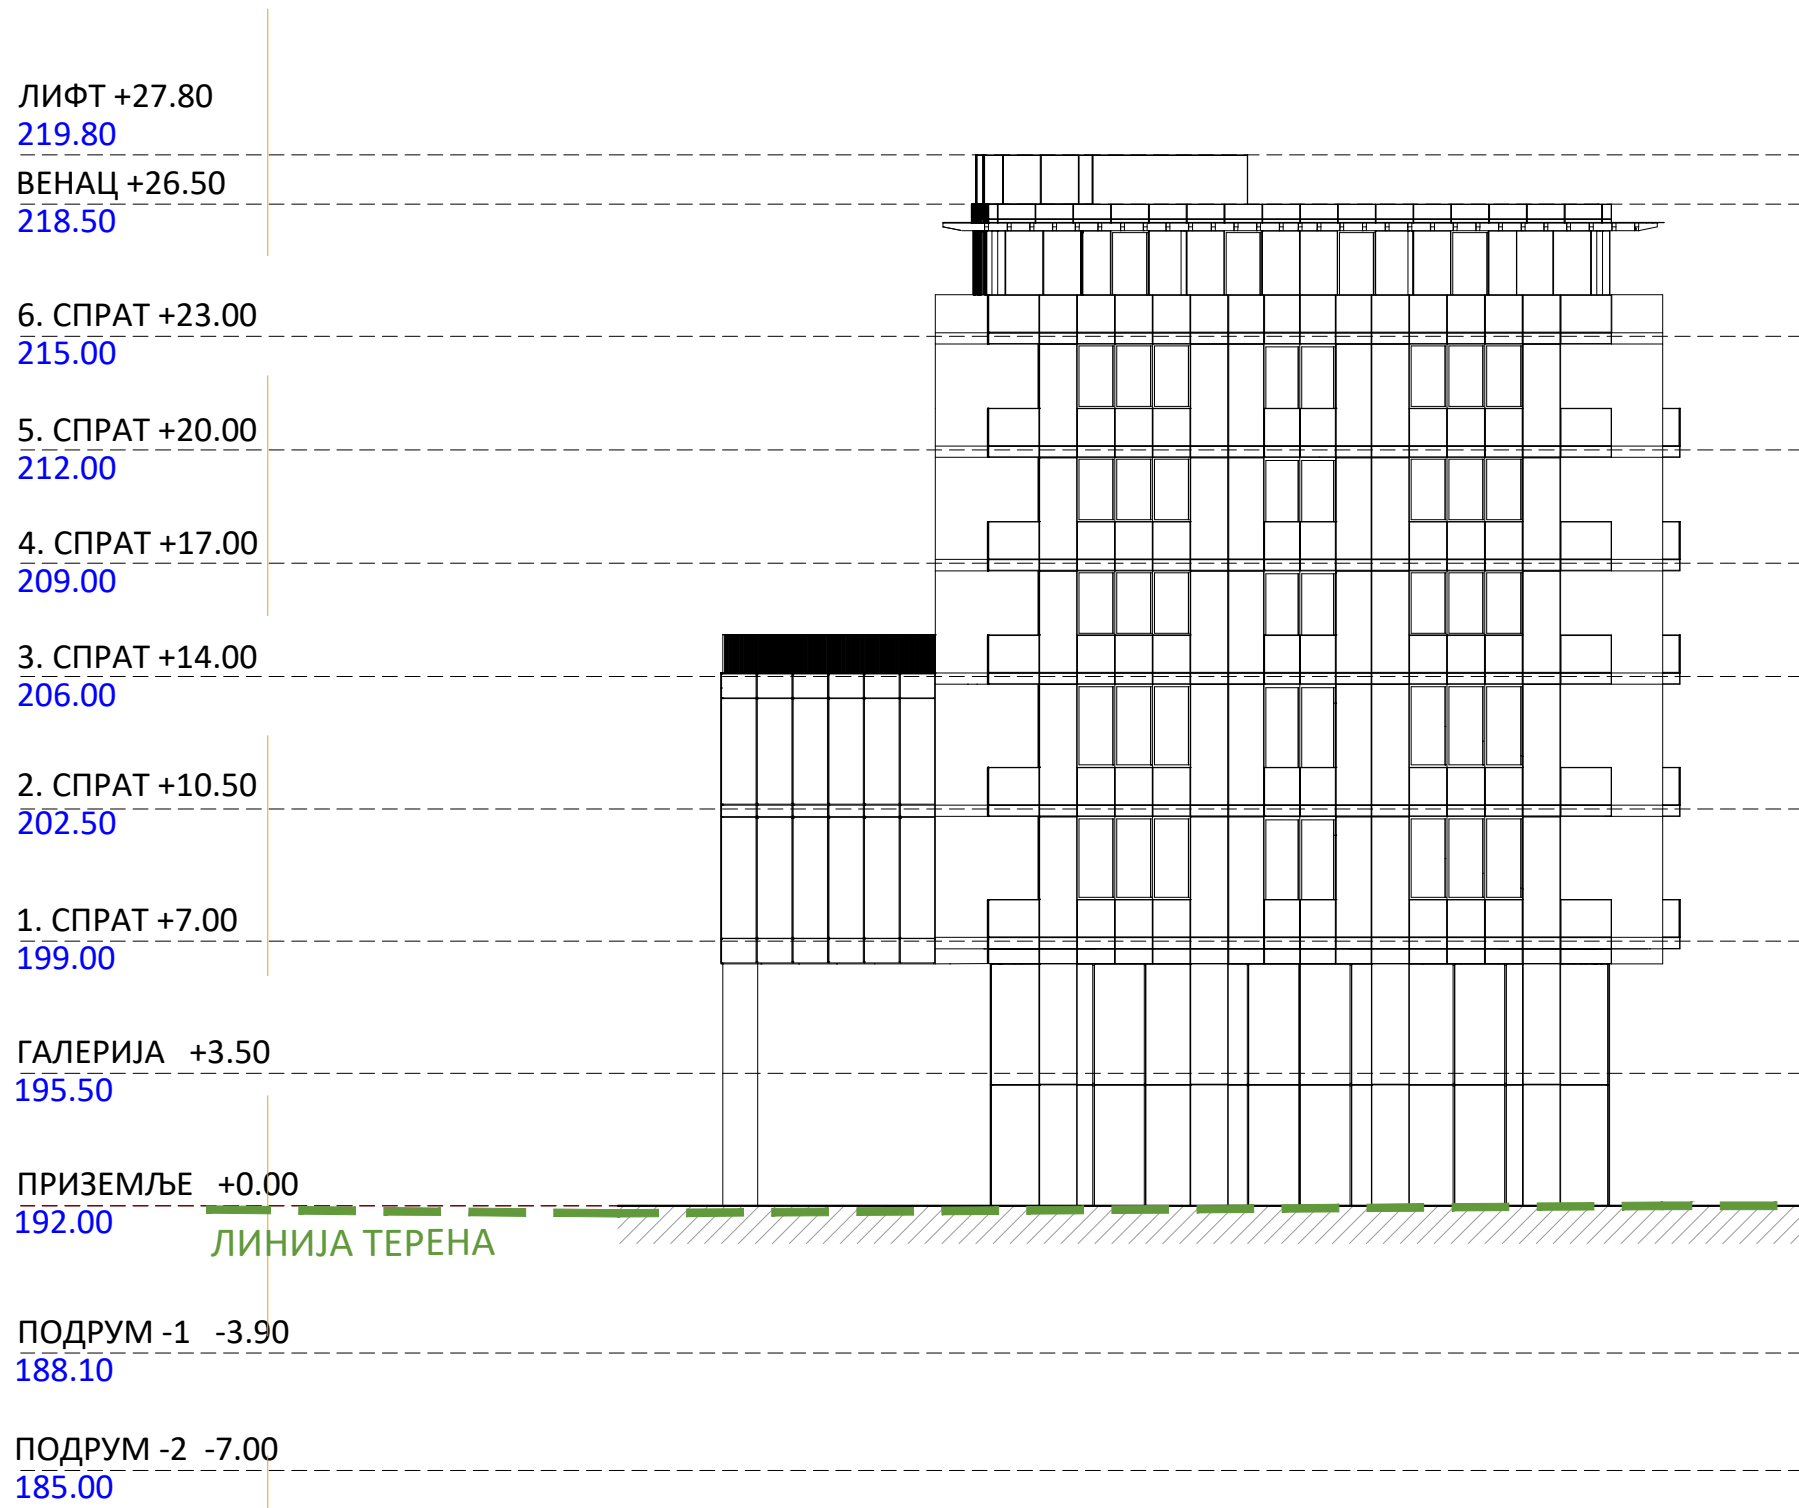 ЛИФТ +27.80
219.80
ВЕНАЦ +26.50
218.50
6. СПРАТ +23.00
215.00
5. СПРАТ +20.00
212.00
4. СПРАТ +17.00
209.00
3. СПРАТ +14.00
206.00
2. СПРАТ +10.50
202.50
1. СПРАТ +7.00
199.00
ГАЛЕРИЈА +3.50
195.50
ПРИЗЕМЉЕ +0.00
192.00
ЛИНИЈА ТЕРЕНА
ПОДРУМ -1 -3.90
188.10
ПОДРУМ -2 -7.00
185.00